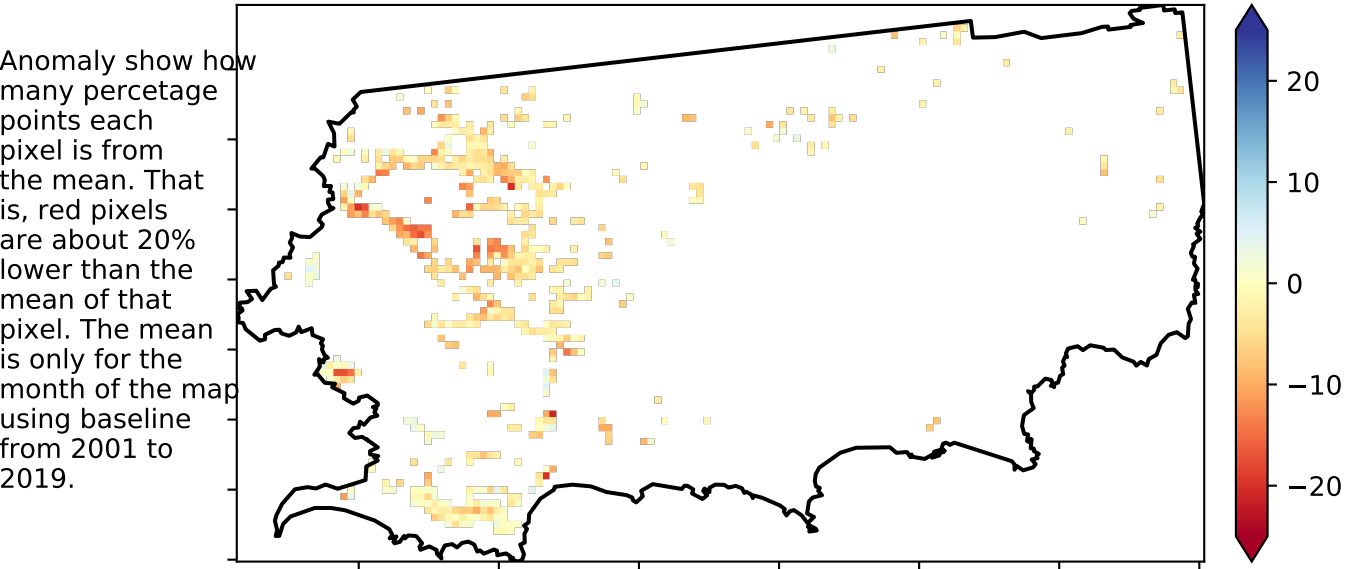 Anomaly show how
many percetage
points each
pixel is from
the mean. That
is, red pixels
are about 20%
lower than the
mean of that
pixel. The mean
is only for the
month of the map
using baseline
from 2001 to
2019.
20
10
0
−10
−20